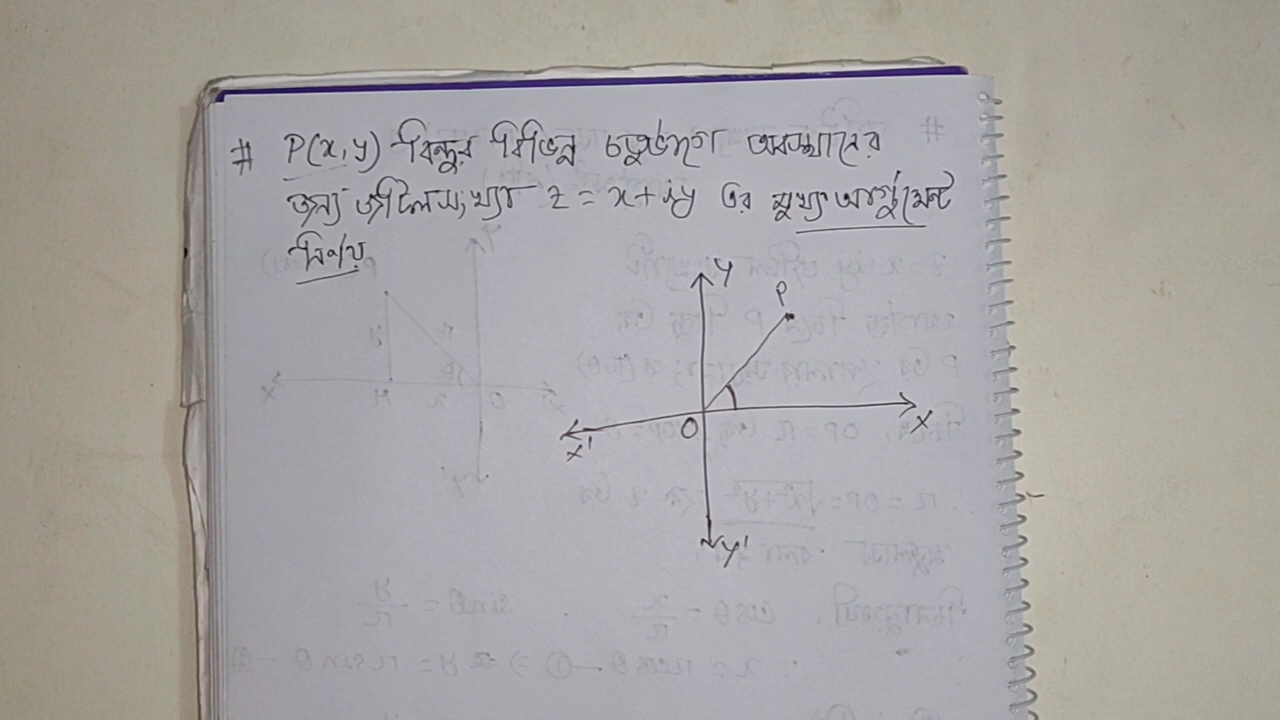 # P(x,y) বিন্দুর বিভিন্ন চতুর্ভাগে অবস্থানের
জন্য জটিলসংখ্যা z = x+iy এর মুখ্য আর্গুমেন্ট
নির্ণয়
y
P
O
X
X'
y'